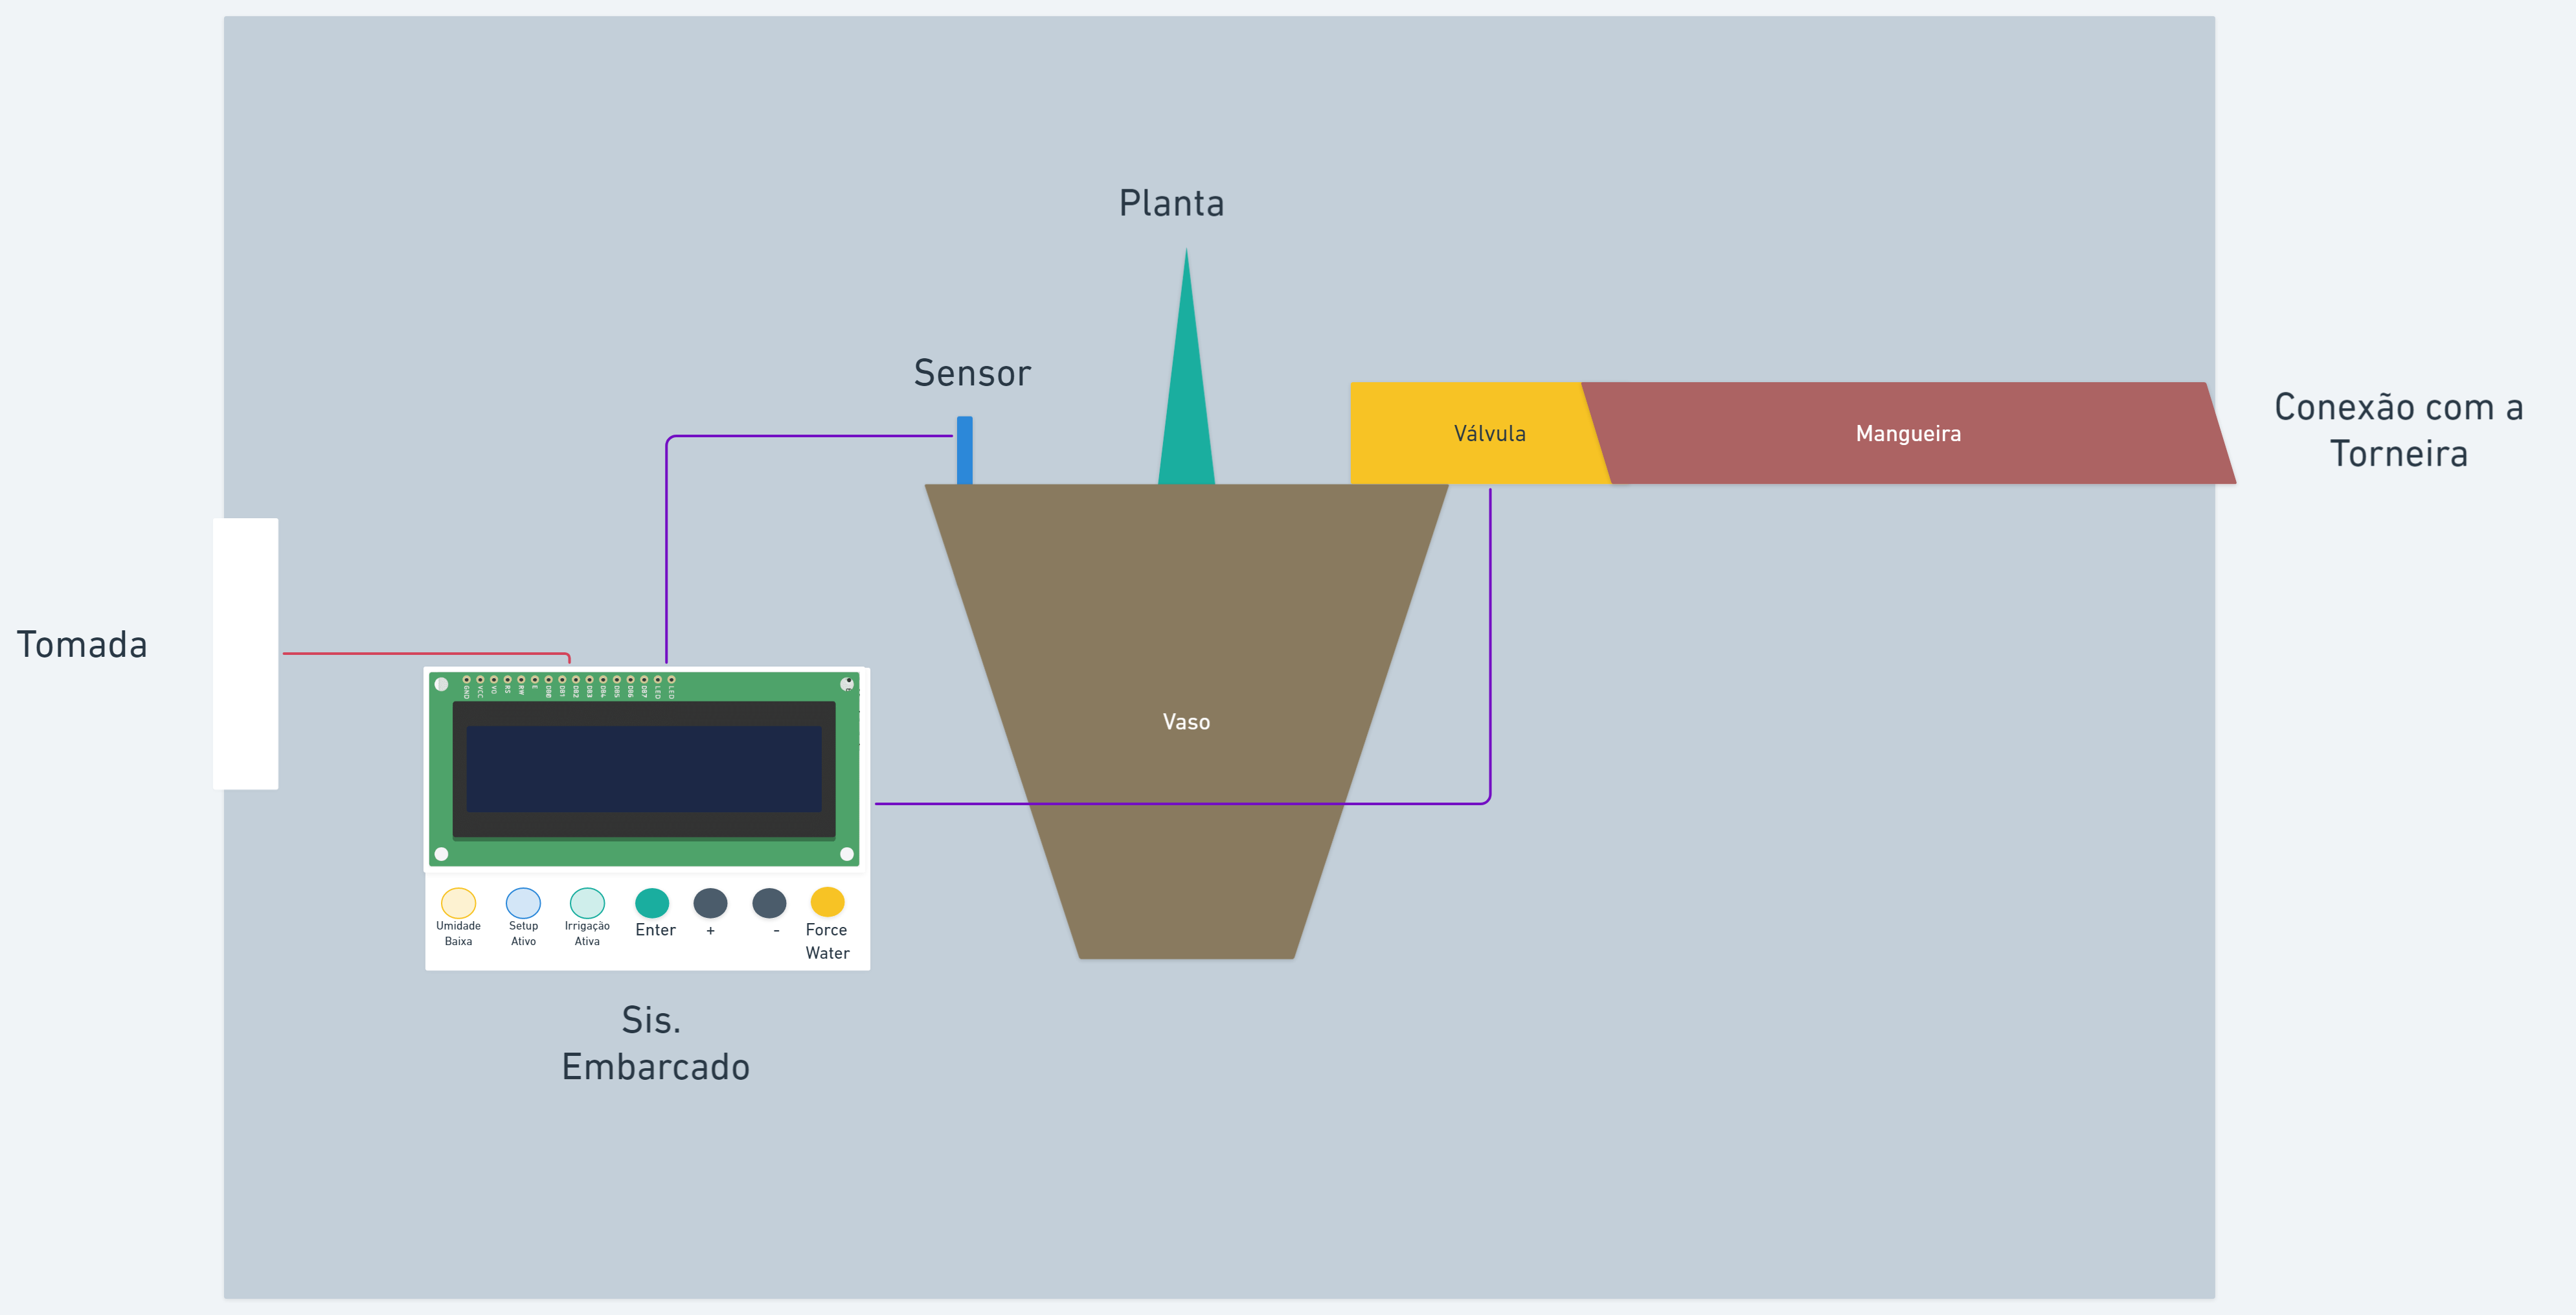 Planta
Sensor
Válvula
Mangueira
Conexão com a
Torneira
Tomada
GND VCC VO RS RW E DB0 DB1 DB2 DB3 DB4 DB5 DB6 DB7 LED LED
Vaso
Umidade
Baixa
Setup
Ativo
Irrigação
Ativa
Enter
+
-
Force
Water
Sis.
Embarcado